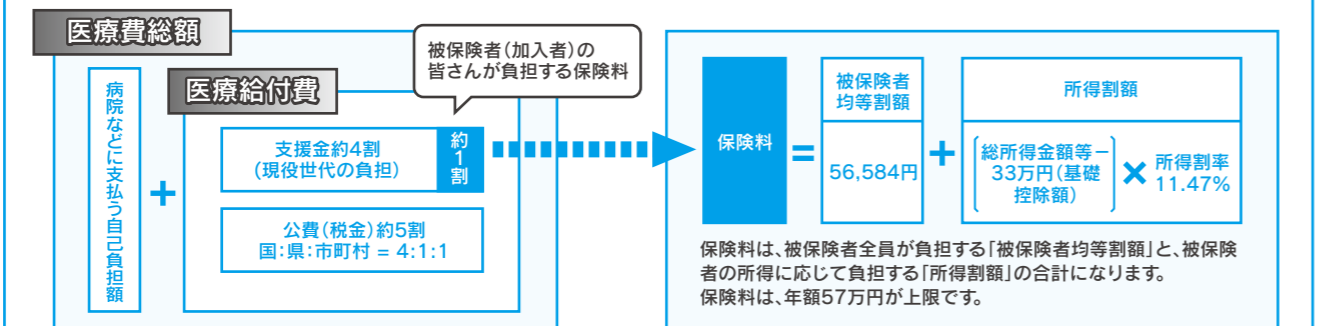 医療費総額
病院などに支払う自己負担額
+
医療給付費
被保険者(加入者)の
皆さんが負担する保険料
支援金約4割
(現役世代の負担)
約1割
公費(税金)約5割
国:県:市町村 = 4:1:1
保険料
=
被保険者
均等割額
56,584円
+
所得割額
総所得金額等−
33万円(基礎
控除額)
×
所得割率
11.47%
保険料は、被保険者全員が負担する「被保険者均等割額」と、被保険
者の所得に応じて負担する「所得割額」の合計になります。
保険料は、年額57万円が上限です。